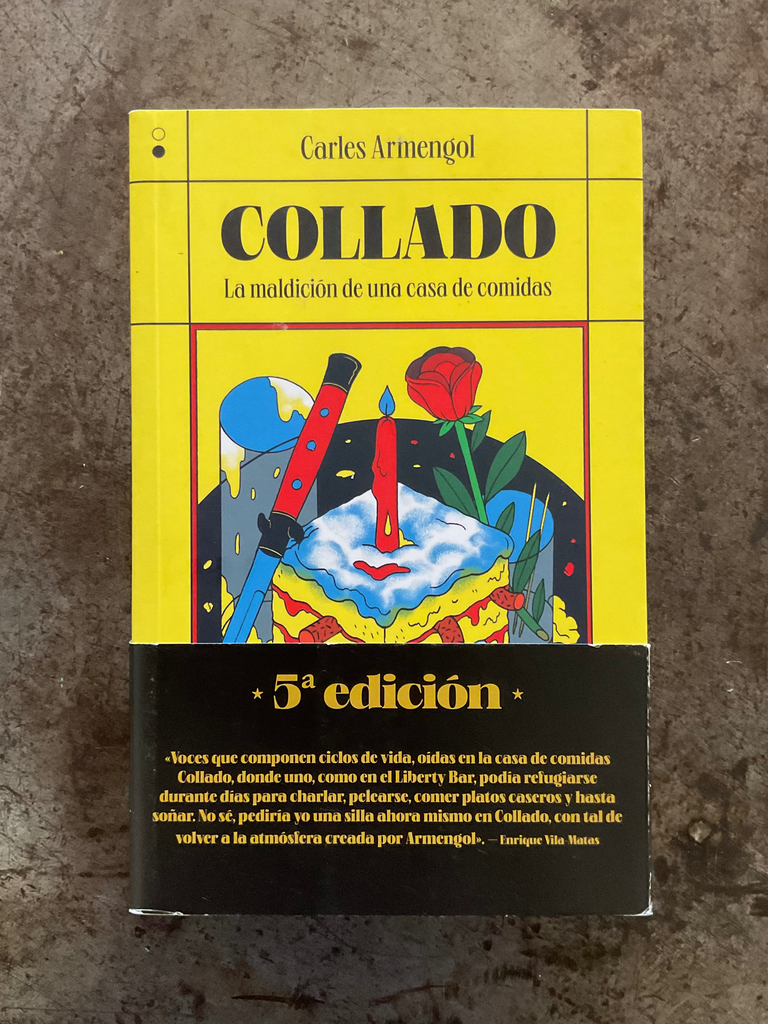 Carles Armengol
COLLADO
La maldición de una casa de comidas
★ 5ª edición ★
«Voces que componen ciclos de vida, oídas en la casa de comidas
Collado, donde uno, como en el Liberty Bar, podía refugiarse
durante días para charlar, pelearse, comer platos caseros y hasta
soñar. No sé, pediría yo una silla ahora mismo en Collado, con tal de
volver a la atmósfera creada por Armengol». — Enrique Vila-Matas